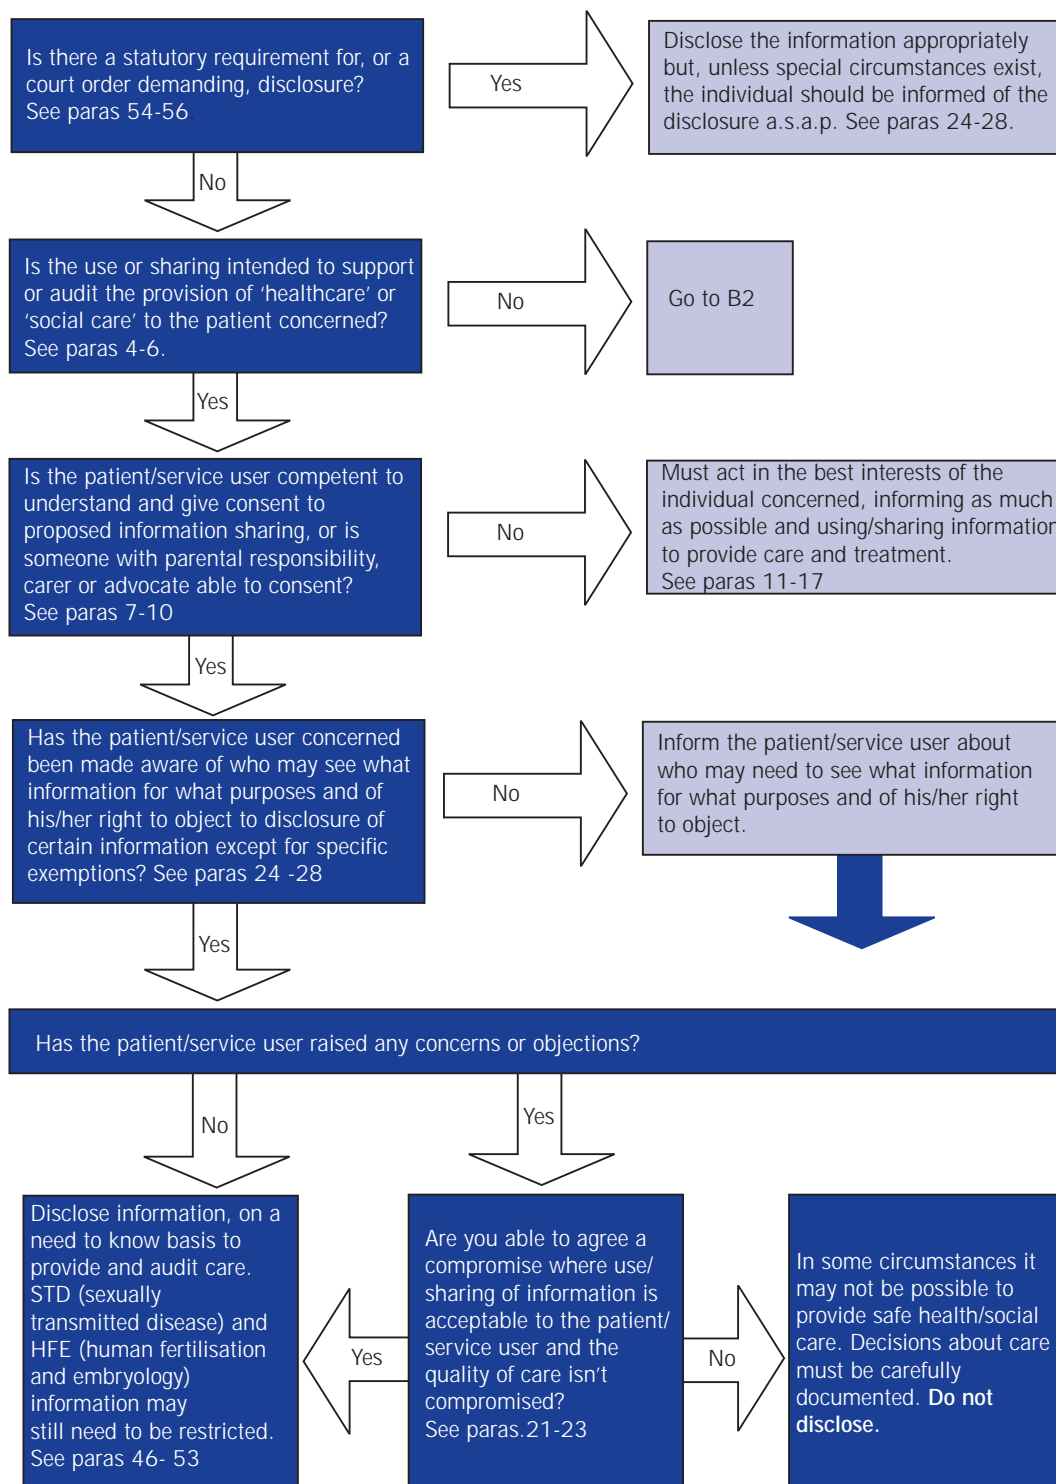 Is there a statutory requirement for, or a
court order demanding, disclosure?
See paras 54-56
Yes
Disclose the information appropriately
but, unless special circumstances exist,
the individual should be informed of the
disclosure a.s.a.p. See paras 24-28.
No
Is the use or sharing intended to support
or audit the provision of ‘healthcare’ or
‘social care’ to the patient concerned?
See paras 4-6.
No
Go to B2
Yes
Is the patient/service user competent to
understand and give consent to
proposed information sharing, or is
someone with parental responsibility,
carer or advocate able to consent?
See paras 7-10
No
Must act in the best interests of the
individual concerned, informing as much
as possible and using/sharing information
to provide care and treatment.
See paras 11-17
Yes
Has the patient/service user concerned
been made aware of who may see what
information for what purposes and of
his/her right to object to disclosure of
certain information except for specific
exemptions? See paras 24 -28
No
Inform the patient/service user about
who may need to see what information
for what purposes and of his/her right
to object.
Yes
Has the patient/service user raised any concerns or objections?
No
Yes
Disclose information, on a
need to know basis to
provide and audit care.
STD (sexually
transmitted disease) and
HFE (human fertilisation
and embryology)
information may
still need to be restricted.
See paras 46- 53
Yes
Are you able to agree a
compromise where use/
sharing of information is
acceptable to the patient/
service user and the
quality of care isn't
compromised?
See paras.21-23
No
In some circumstances it
may not be possible to
provide safe health/social
care. Decisions about care
must be carefully
documented. Do not
disclose.